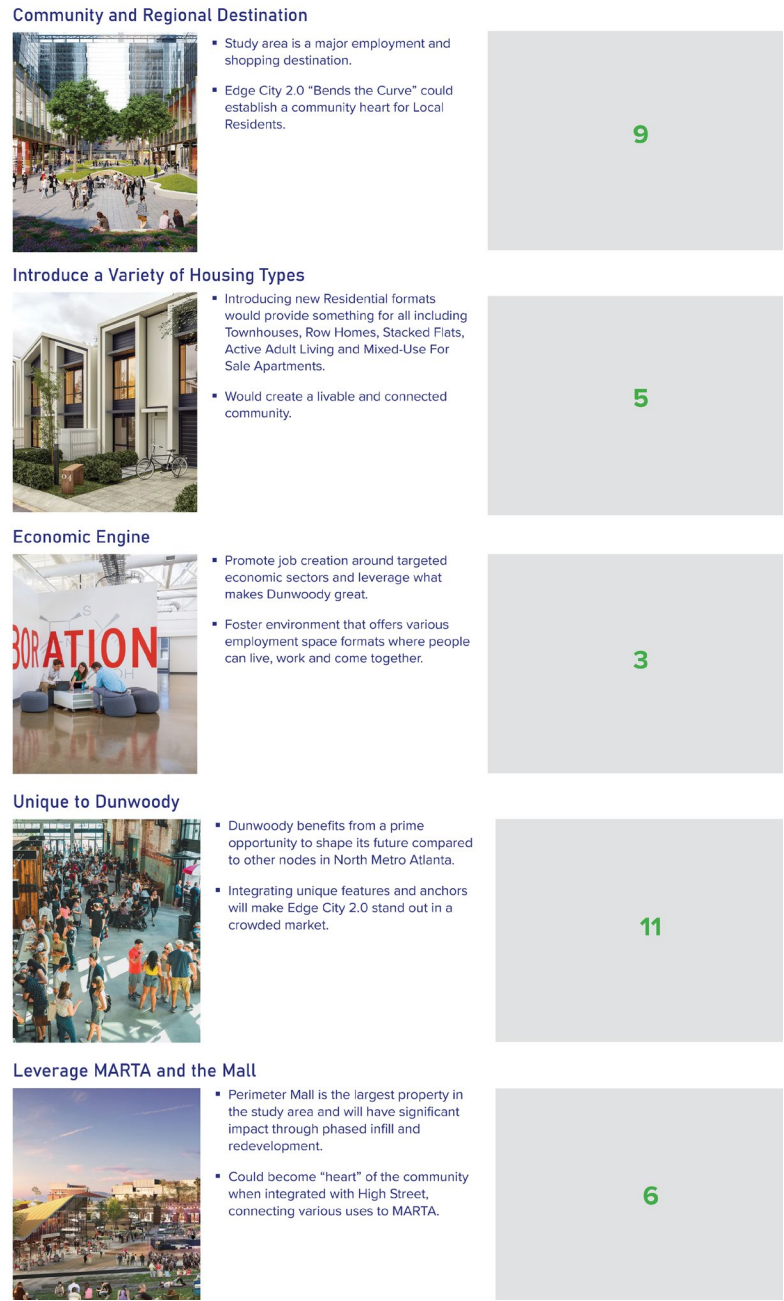 Community and Regional Destination
▪ Study area is a major employment and
shopping destination.
▪ Edge City 2.0 “Bends the Curve” could
establish a community heart for Local
Residents.
9
Introduce a Variety of Housing Types
▪ Introducing new Residential formats
would provide something for all including
Townhouses, Row Homes, Stacked Flats,
Active Adult Living and Mixed-Use For
Sale Apartments.
▪ Would create a livable and connected
community.
5
Economic Engine
BORATION
▪ Promote job creation around targeted
economic sectors and leverage what
makes Dunwoody great.
▪ Foster environment that offers various
employment space formats where people
can live, work and come together.
3
Unique to Dunwoody
▪ Dunwoody benefits from a prime
opportunity to shape its future compared
to other nodes in North Metro Atlanta.
▪ Integrating unique features and anchors
will make Edge City 2.0 stand out in a
crowded market.
11
Leverage MARTA and the Mall
▪ Perimeter Mall is the largest property in
the study area and will have significant
impact through phased infill and
redevelopment.
▪ Could become “heart” of the community
when integrated with High Street,
connecting various uses to MARTA.
6